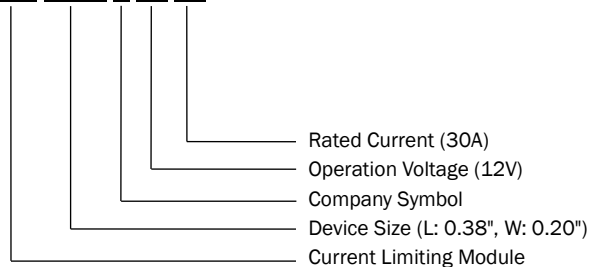 Rated Current (30A)
Operation Voltage (12V)
Company Symbol
Device Size (L: 0.38", W: 0.20")
Current Limiting Module